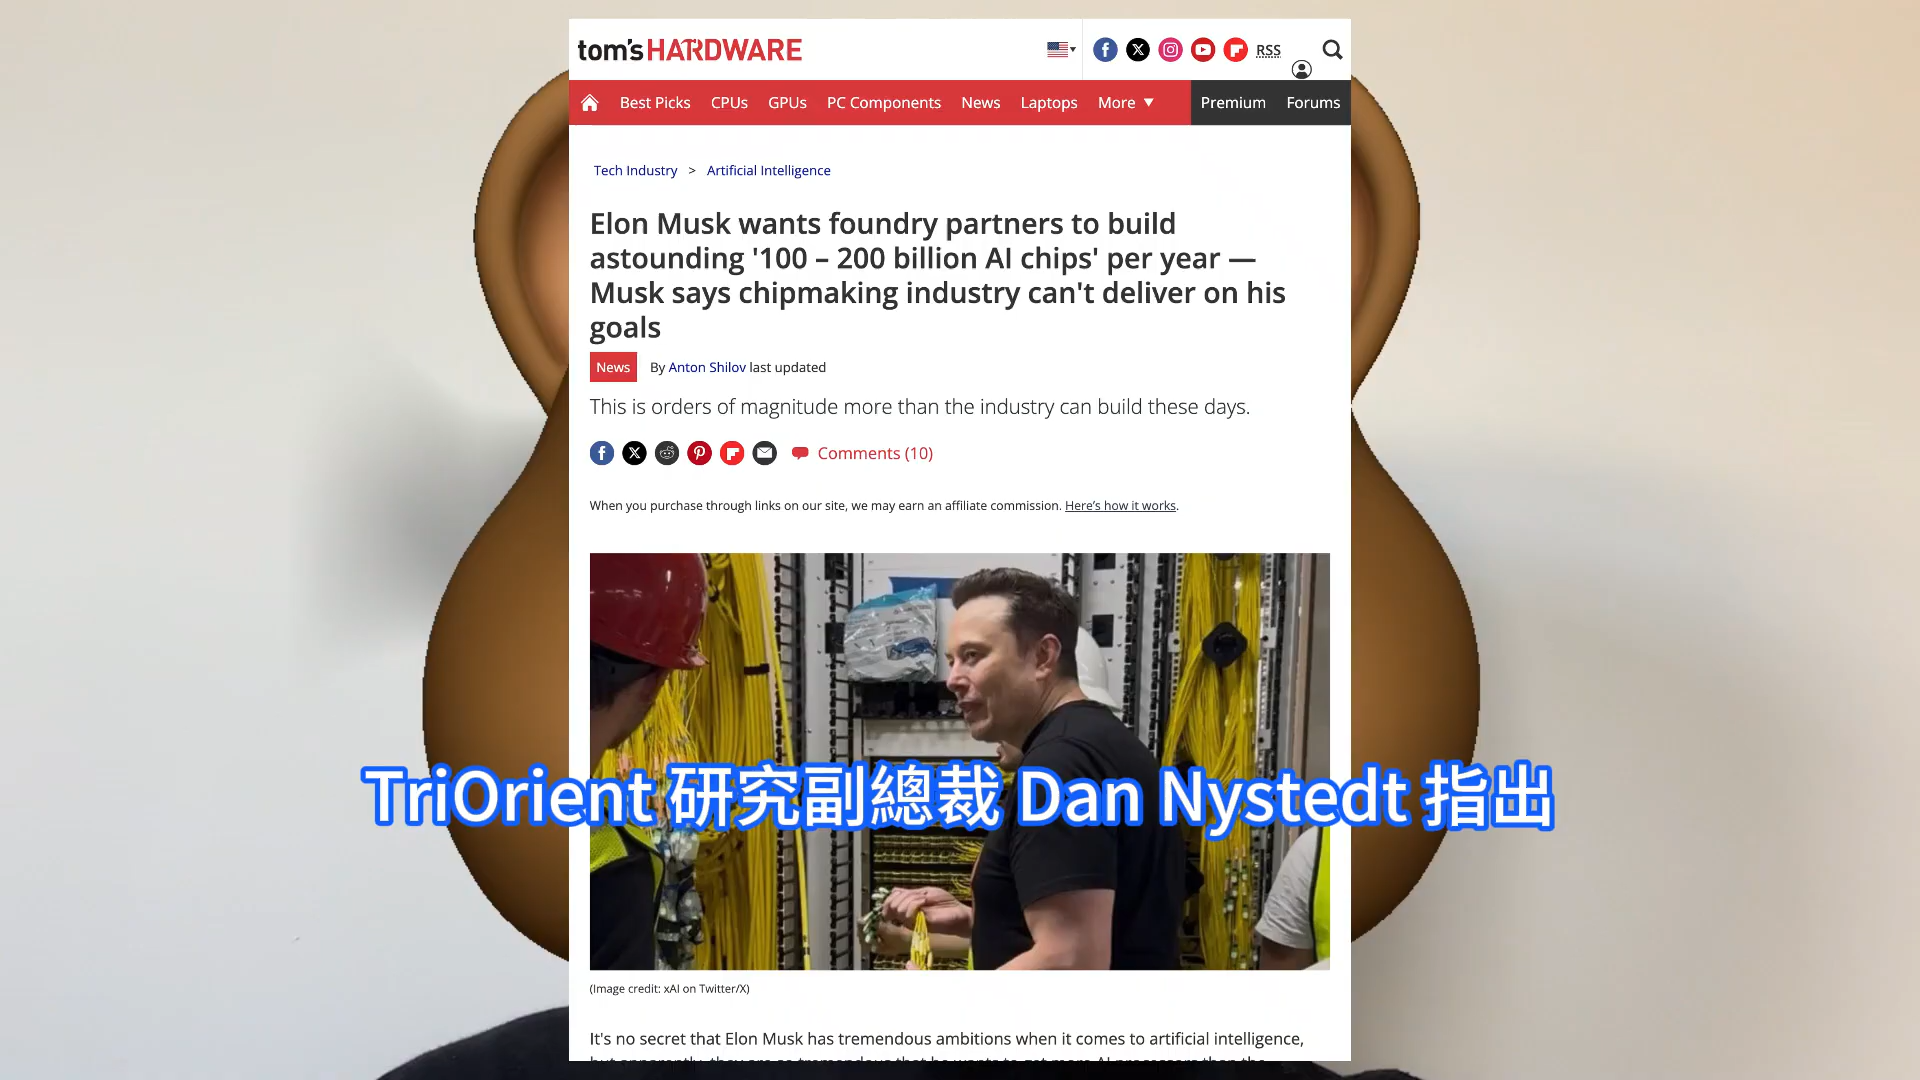 tom's HARDWARE
RSS
Best Picks CPUs GPUs PC Components News Laptops More ▼ Premium Forums
Tech Industry > Artificial Intelligence
Elon Musk wants foundry partners to build
astounding '100 – 200 billion AI chips' per year —
Musk says chipmaking industry can't deliver on his
goals
News By Anton Shilov last updated
This is orders of magnitude more than the industry can build these days.
Comments (10)
When you purchase through links on our site, we may earn an affiliate commission. Here's how it works.
TriOrient 研究副總裁 Dan Nystedt 指出
(Image credit: xAI on Twitter/X)
It's no secret that Elon Musk has tremendous ambitions when it comes to artificial intelligence,